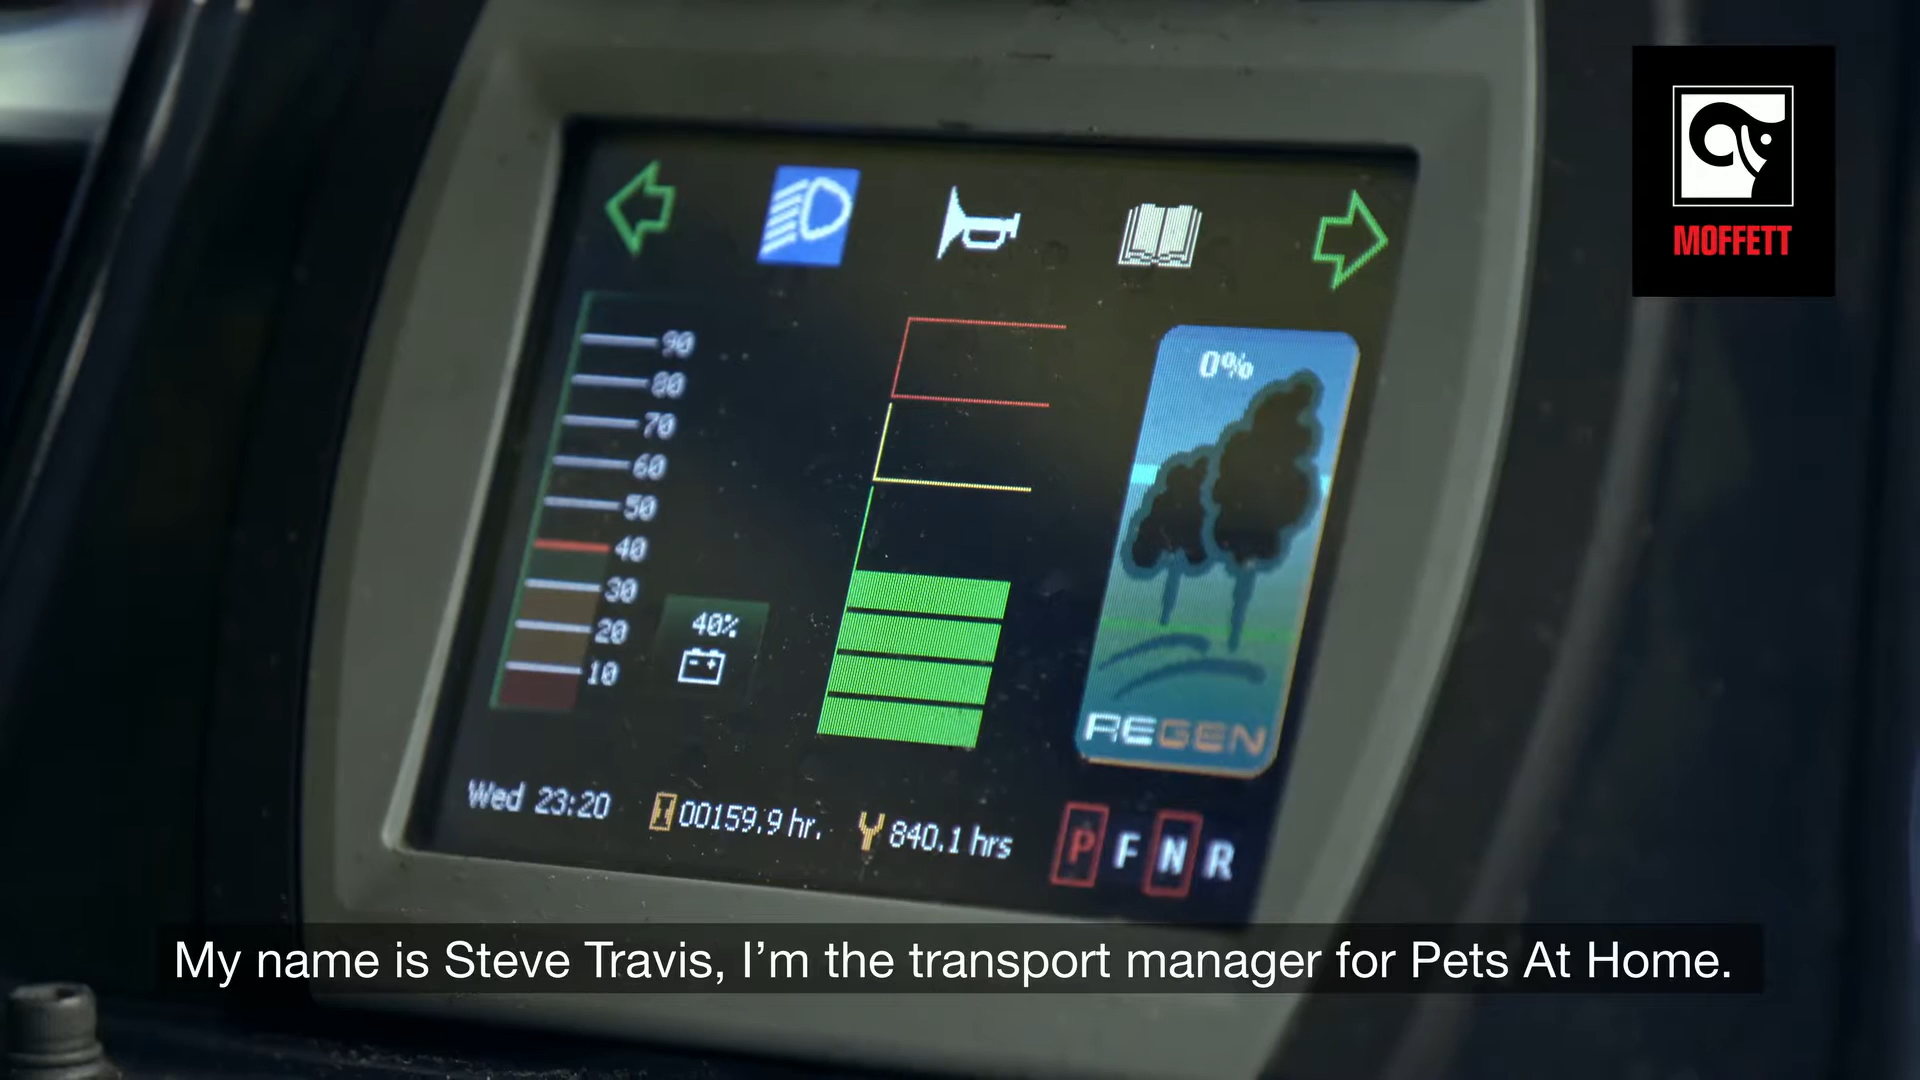 MOFFETT
90
80
70
60
50
40
30
20
10
40%
0%
REGEN
Wed 23:20
00159.9 hr.
840.1 hrs
P F N R
My name is Steve Travis, I'm the transport manager for Pets At Home.